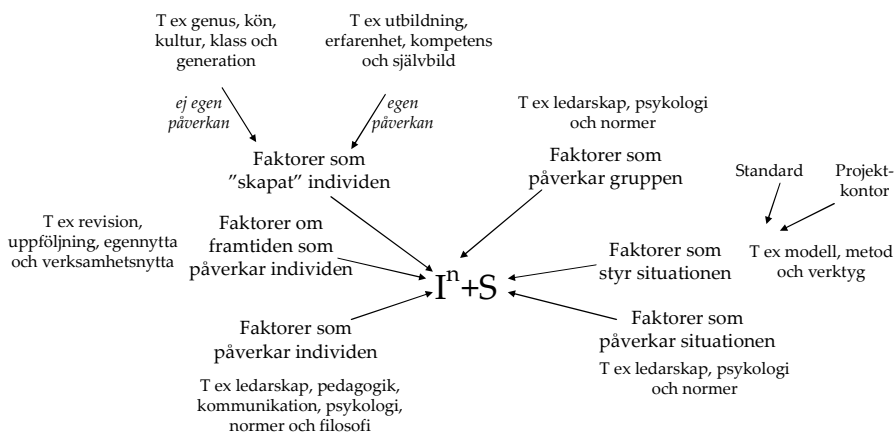 T ex genus, kön,
kultur, klass och
generation
T ex utbildning,
erfarenhet, kompetens
och självbild
ej egen
påverkan
egen
påverkan
T ex ledarskap, psykologi
och normer
Faktorer som
”skapat” individen
Faktorer som
påverkar gruppen
Standard
Projekt-
kontor
T ex revision,
uppföljning, egennytta
och verksamhetsnytta
Faktorer om
framtiden som
påverkar individen
Faktorer som
styr situationen
T ex modell, metod
och verktyg
Iⁿ+S
Faktorer som
påverkar individen
Faktorer som
påverkar situationen
T ex ledarskap, pedagogik,
kommunikation, psykologi,
normer och filosofi
T ex ledarskap, psykologi
och normer